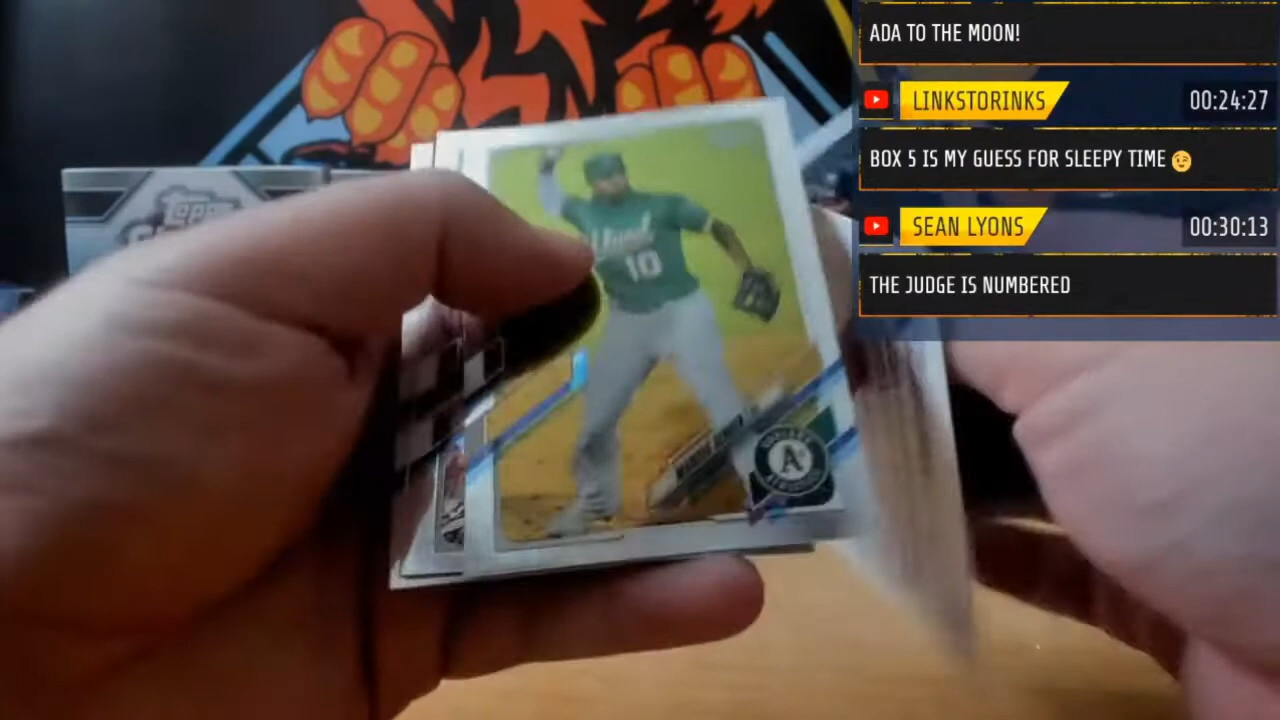 ADA TO THE MOON!
LINKSTORINKS 00:24:27
BOX 5 IS MY GUESS FOR SLEEPY TIME 😉
SEAN LYONS 00:30:13
THE JUDGE IS NUMBERED
Topps
10
A's